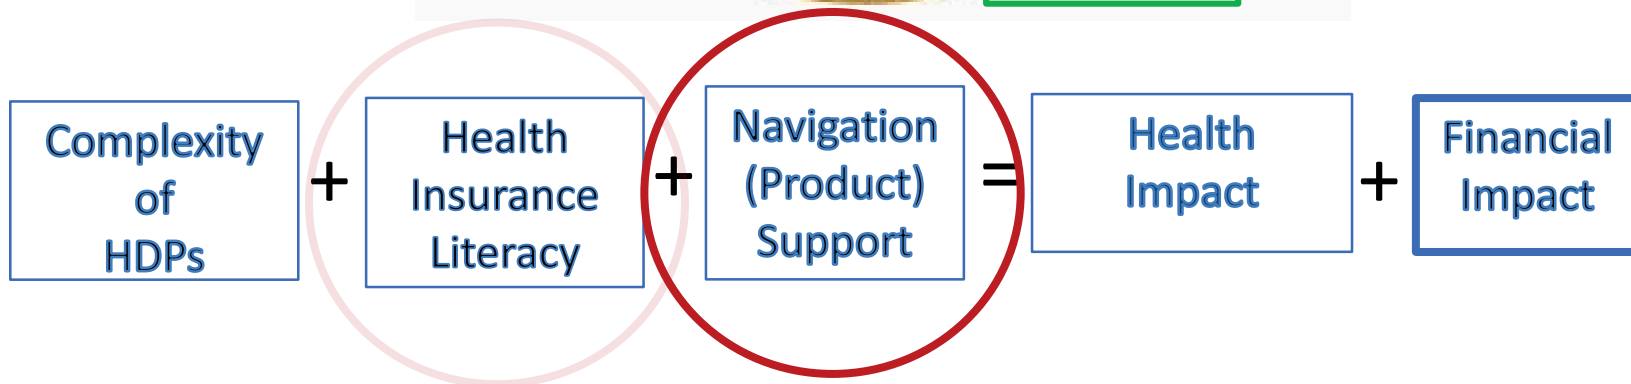 Complexity
of
HDPs
+
Health
Insurance
Literacy
+
Navigation
(Product)
Support
=
Health
Impact
+
Financial
Impact